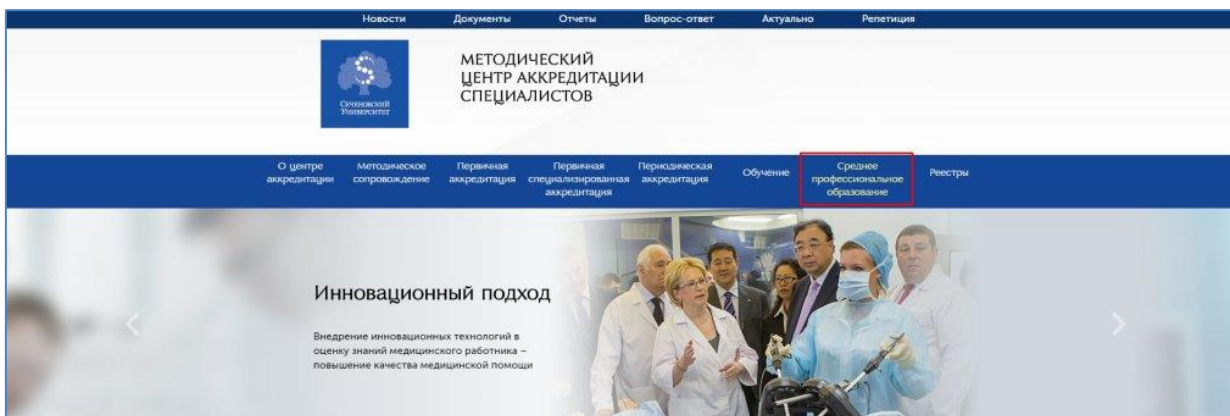 Новости Документы Отчеты Вопрос-ответ Актуально Репетиция
Сеченовский
Университет
МЕТОДИЧЕСКИЙ
ЦЕНТР АККРЕДИТАЦИИ
СПЕЦИАЛИСТОВ
О центре
аккредитации
Методическое
сопровождение
Первичная
аккредитация
Первичная
специализированная
аккредитация
Периодическая
аккредитация
Обучение
Среднее
профессиональное
образование
Реестры
Инновационный подход
Внедрение инновационных технологий в
оценку знаний медицинского работника –
повышение качества медицинской помощи